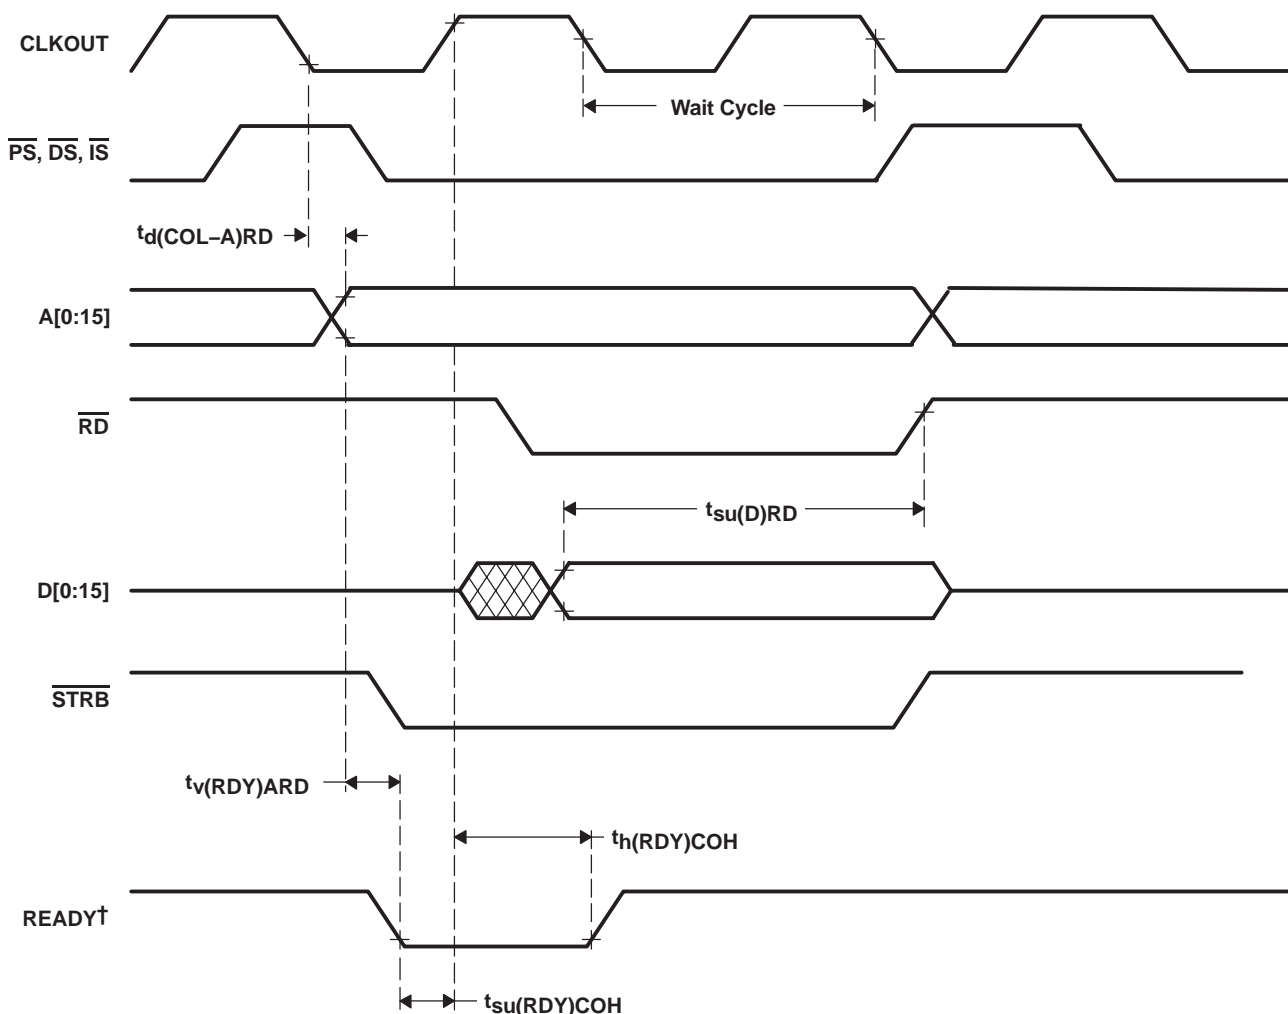 CLKOUT
Wait Cycle
PS, DS, IS
td(COL–A)RD
A[0:15]
RD
tsu(D)RD
D[0:15]
STRB
tv(RDY)ARD
th(RDY)COH
READY†
tsu(RDY)COH